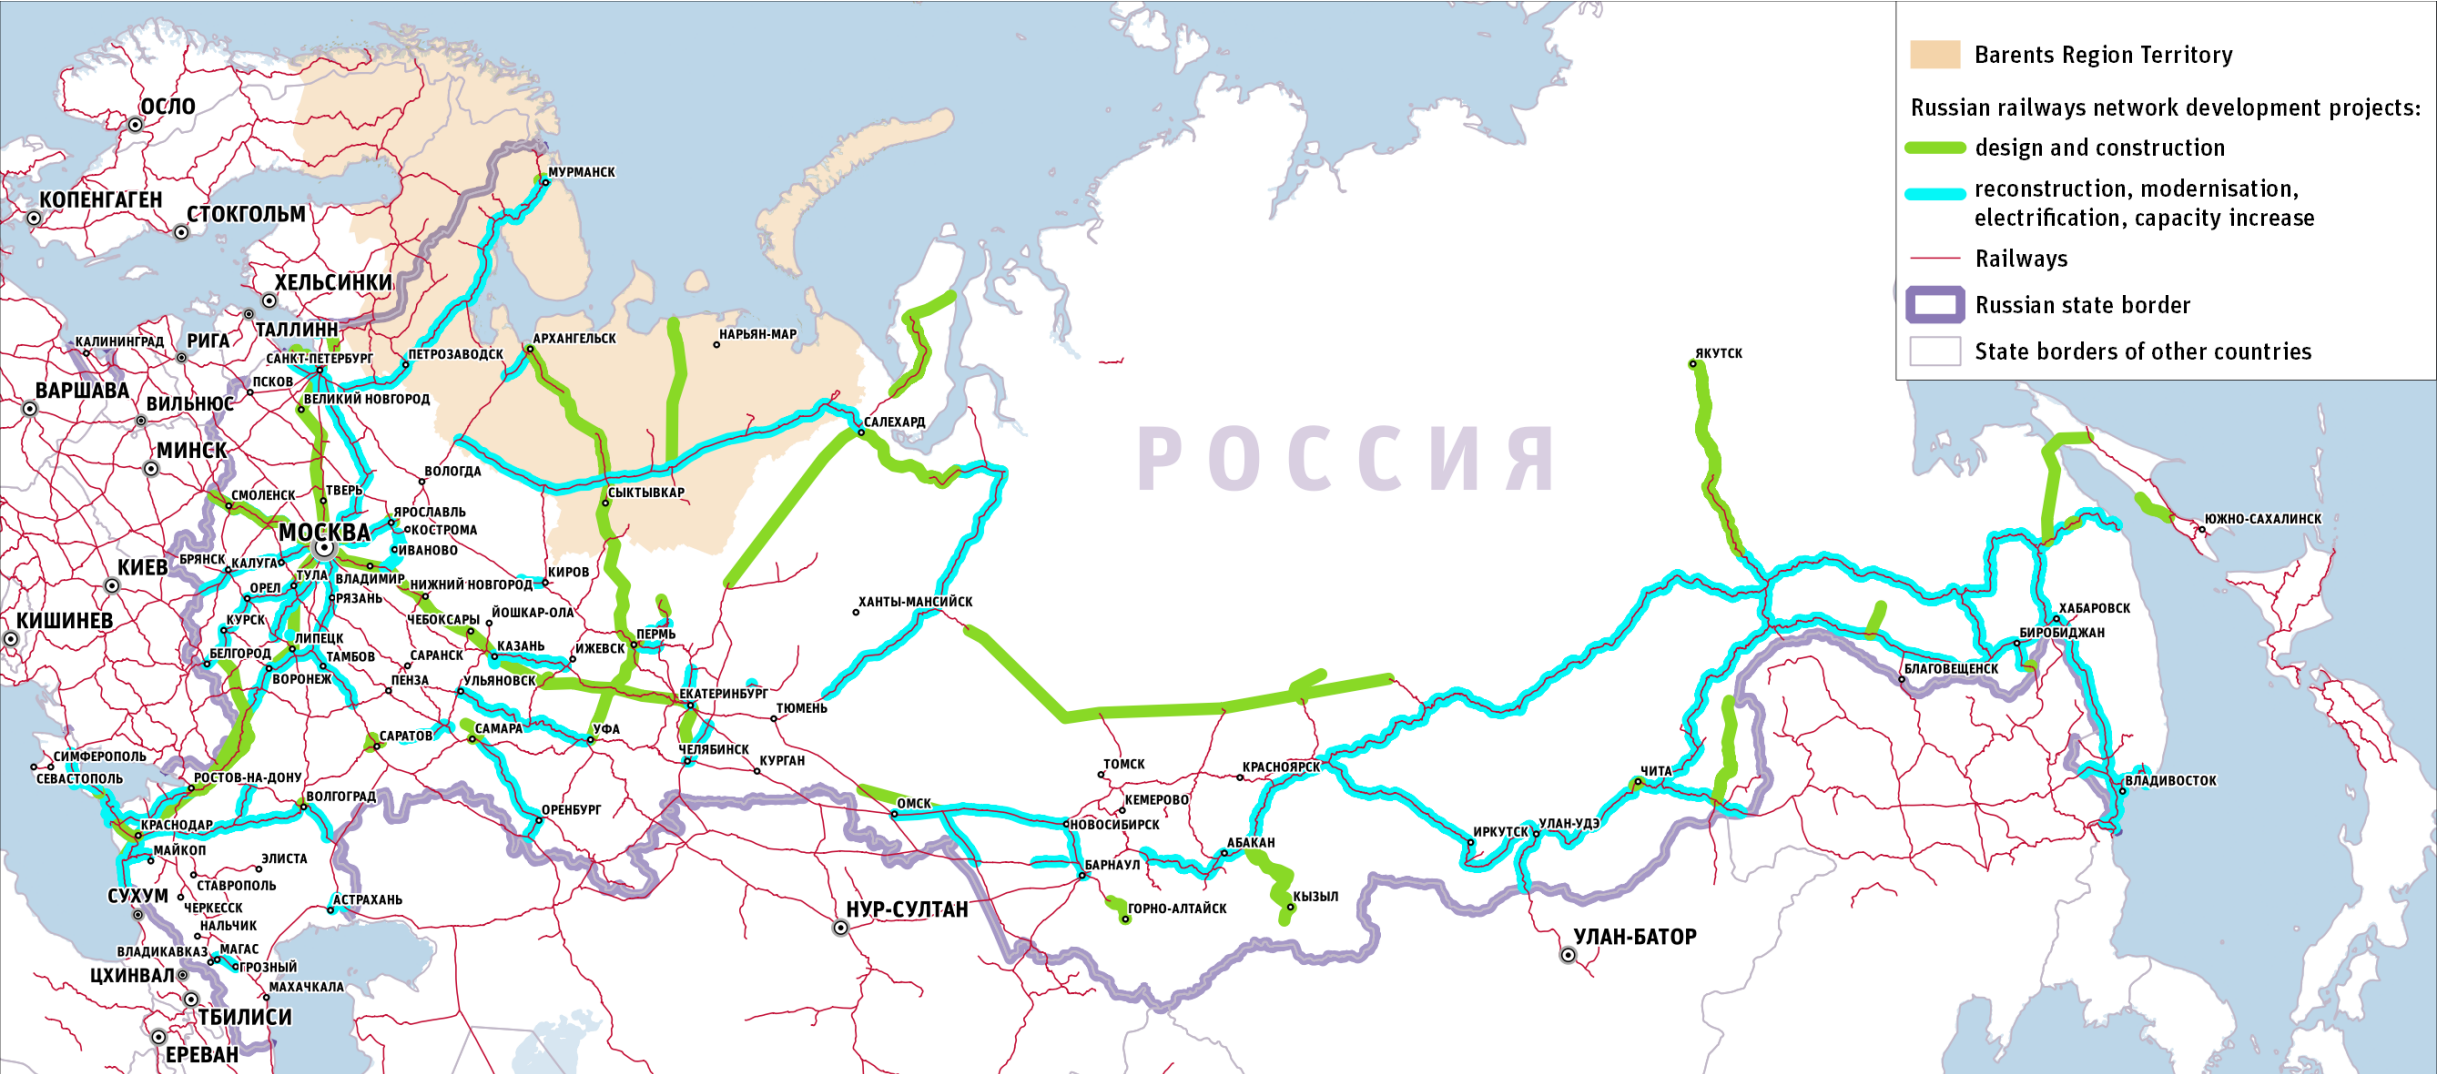 Barents Region Territory
Russian railways network development projects:
design and construction
reconstruction, modernisation,
electrification, capacity increase
Railways
Russian state border
State borders of other countries
ОСЛО
КОПЕНГАГЕН
СТОКГОЛЬМ
МУРМАНСК
ХЕЛЬСИНКИ
ТАЛЛИНН
КАЛИНИНГРАД
РИГА
САНКТ-ПЕТЕРБУРГ
ПЕТРОЗАВОДСК
АРХАНГЕЛЬСК
НАРЬЯН-МАР
ЯКУТСК
ВАРШАВА
ПСКОВ
ВИЛЬНЮС
ВЕЛИКИЙ НОВГОРОД
САЛЕХАРД
РОССИЯ
МИНСК
ВОЛОГДА
СМОЛЕНСК
ТВЕРЬ
СЫКТЫВКАР
ЯРОСЛАВЛЬ
КОСТРОМА
МОСКВА
ИВАНОВО
ЮЖНО-САХАЛИНСК
БРЯНСК
КАЛУГА
КИЕВ
ТУЛА
ВЛАДИМИР
НИЖНИЙ НОВГОРОД
КИРОВ
ОРЕЛ
РЯЗАНЬ
ХАНТЫ-МАНСИЙСК
КИШИНЕВ
КУРСК
ЧЕБОКСАРЫ
ЙОШКАР-ОЛА
ХАБАРОВСК
ЛИПЕЦК
КАЗАНЬ
ИЖЕВСК
ПЕРМЬ
БИРОБИДЖАН
БЕЛГОРОД
ТАМБОВ
САРАНСК
ВОРОНЕЖ
ПЕНЗА
УЛЬЯНОВСК
ЕКАТЕРИНБУРГ
БЛАГОВЕЩЕНСК
ТЮМЕНЬ
САРАТОВ
САМАРА
УФА
ЧЕЛЯБИНСК
КУРГАН
СИМФЕРОПОЛЬ
СЕВАСТОПОЛЬ
РОСТОВ-НА-ДОНУ
ВОЛГОГРАД
ОРЕНБУРГ
ОМСК
ТОМСК
КРАСНОЯРСК
ЧИТА
ВЛАДИВОСТОК
КЕМЕРОВО
НОВОСИБИРСК
КРАСНОДАР
АБАКАН
ИРКУТСК
УЛАН-УДЭ
МАЙКОП
ЭЛИСТА
БАРНАУЛ
СТАВРОПОЛЬ
СУХУМ
ЧЕРКЕССК
АСТРАХАНЬ
НУР-СУЛТАН
ГОРНО-АЛТАЙСК
КЫЗЫЛ
НАЛЬЧИК
УЛАН-БАТОР
ВЛАДИКАВКАЗ
МАГАС
ГРОЗНЫЙ
ЦХИНВАЛ
МАХАЧКАЛА
ТБИЛИСИ
ЕРЕВАН